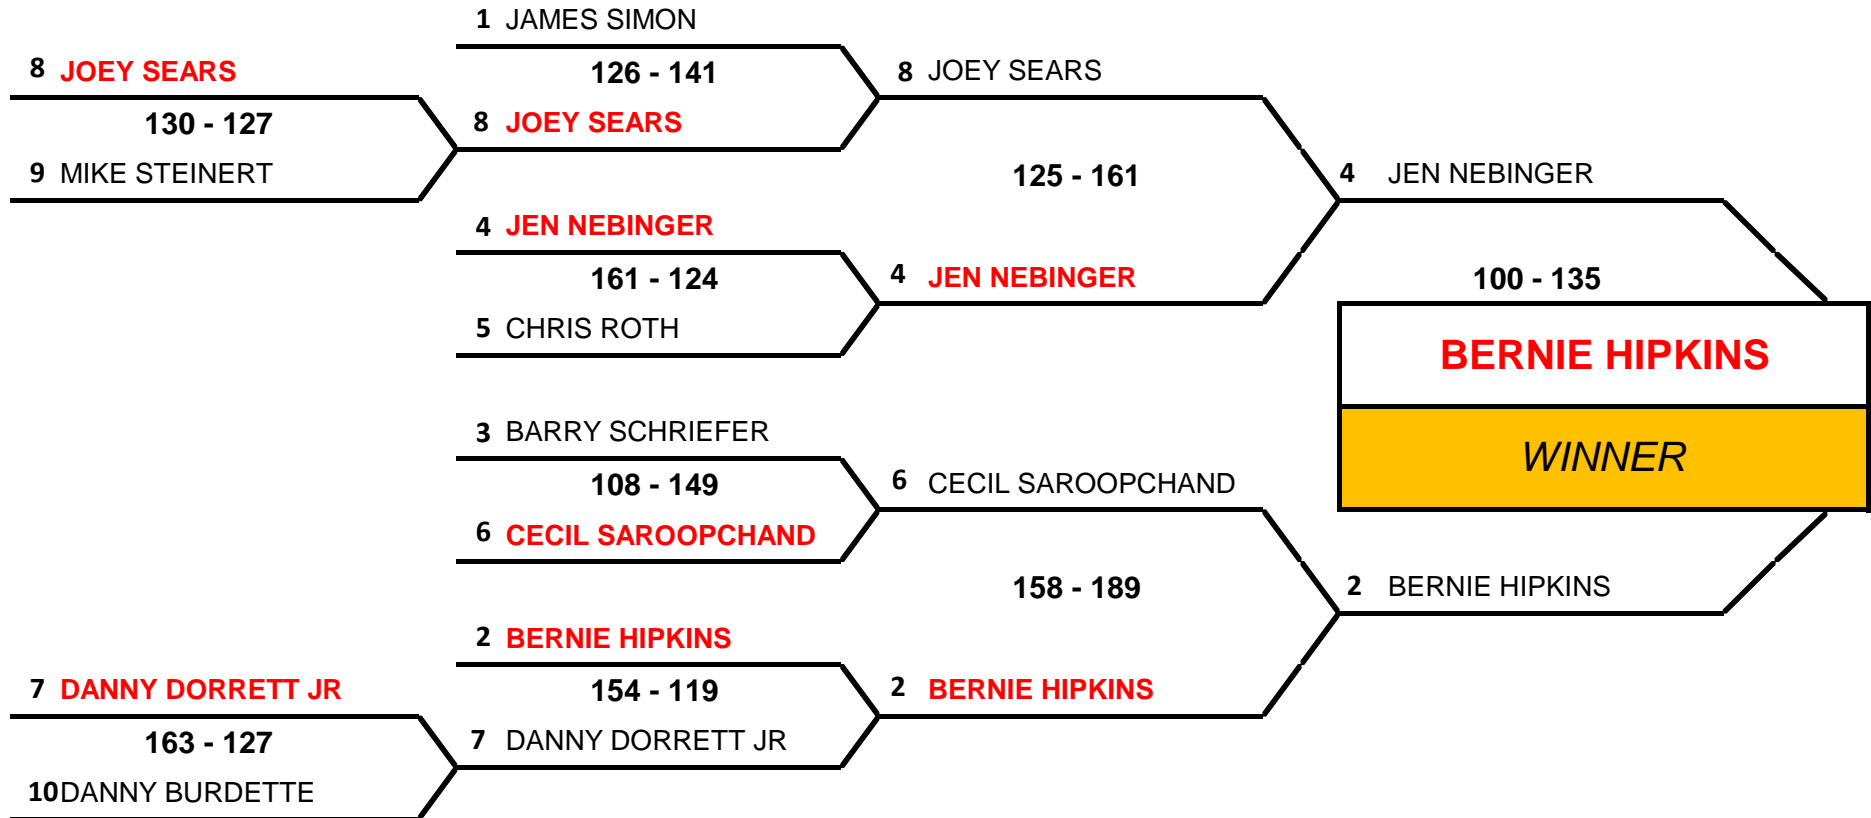 1 JAMES SIMON
8 JOEY SEARS
126 - 141
8 JOEY SEARS
130 - 127
8 JOEY SEARS
9 MIKE STEINERT
125 - 161
4 JEN NEBINGER
4 JEN NEBINGER
161 - 124
4 JEN NEBINGER
100 - 135
5 CHRIS ROTH
BERNIE HIPKINS
3 BARRY SCHRIEFER
WINNER
108 - 149
6 CECIL SAROOPCHAND
6 CECIL SAROOPCHAND
158 - 189
2 BERNIE HIPKINS
2 BERNIE HIPKINS
7 DANNY DORRETT JR
154 - 119
2 BERNIE HIPKINS
163 - 127
7 DANNY DORRETT JR
10 DANNY BURDETTE